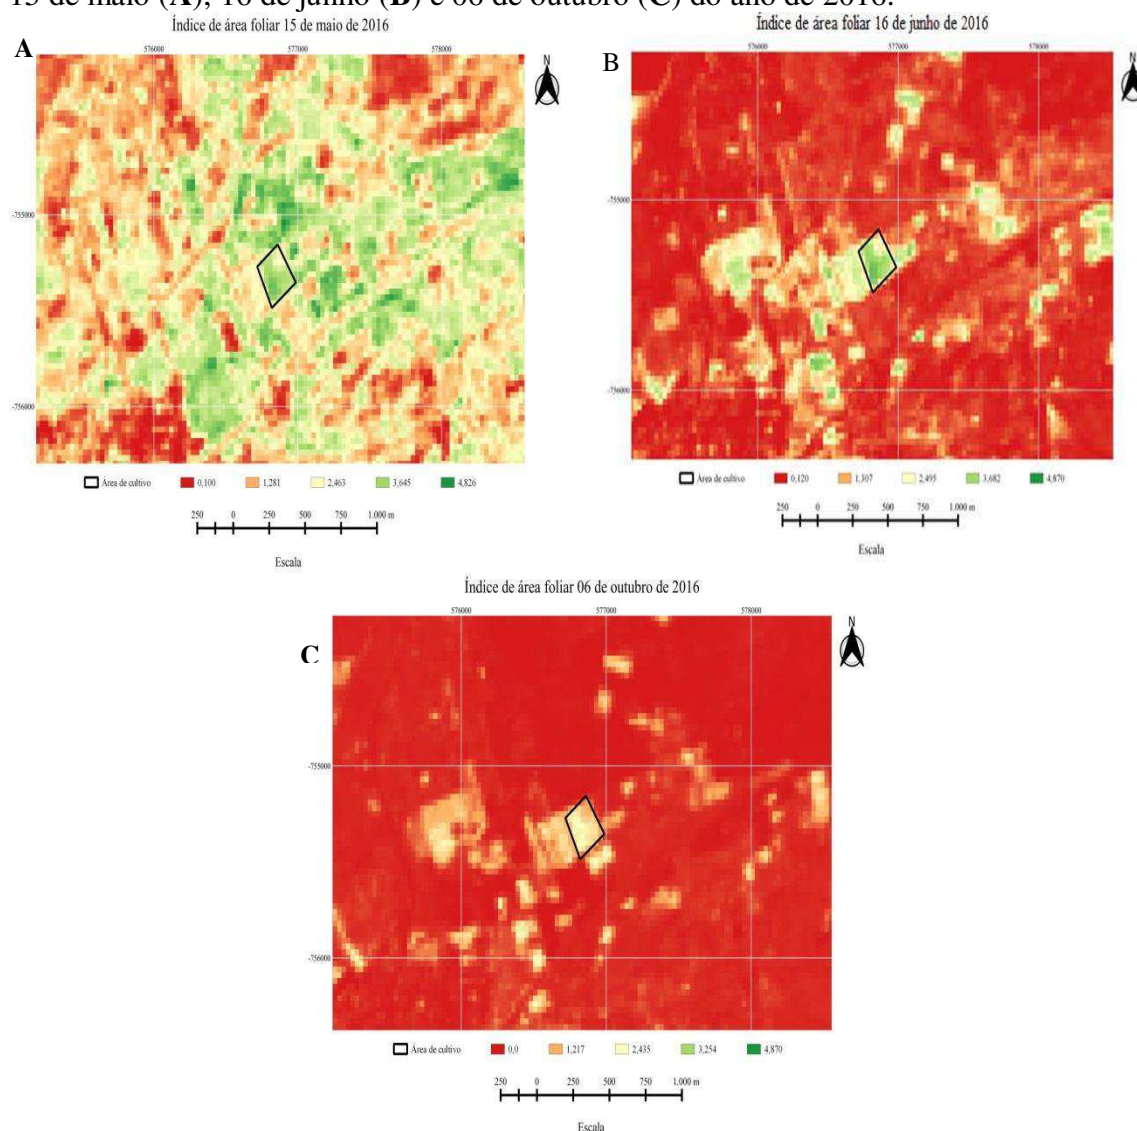 15 de maio (A), 16 de junho (B) e 06 de outubro (C) do ano de 2016.
Índice de área foliar 15 de maio de 2016
A
576000 577000 578000
N
-755000
-756000
Área de cultivo 0,100 1,281 2,463 3,645 4,826
250 0 250 500 750 1.000 m
Escala
Índice de área foliar 16 de junho de 2016
B
576000 577000 578000
N
-755000
-756000
Área de cultivo 0,120 1,307 2,495 3,682 4,870
250 0 250 500 750 1.000 m
Escala
Índice de área foliar 06 de outubro de 2016
C
576000 577000 578000
N
-755000
-756000
Área de cultivo 0,0 1,217 2,435 3,254 4,870
250 0 250 500 750 1.000 m
Escala